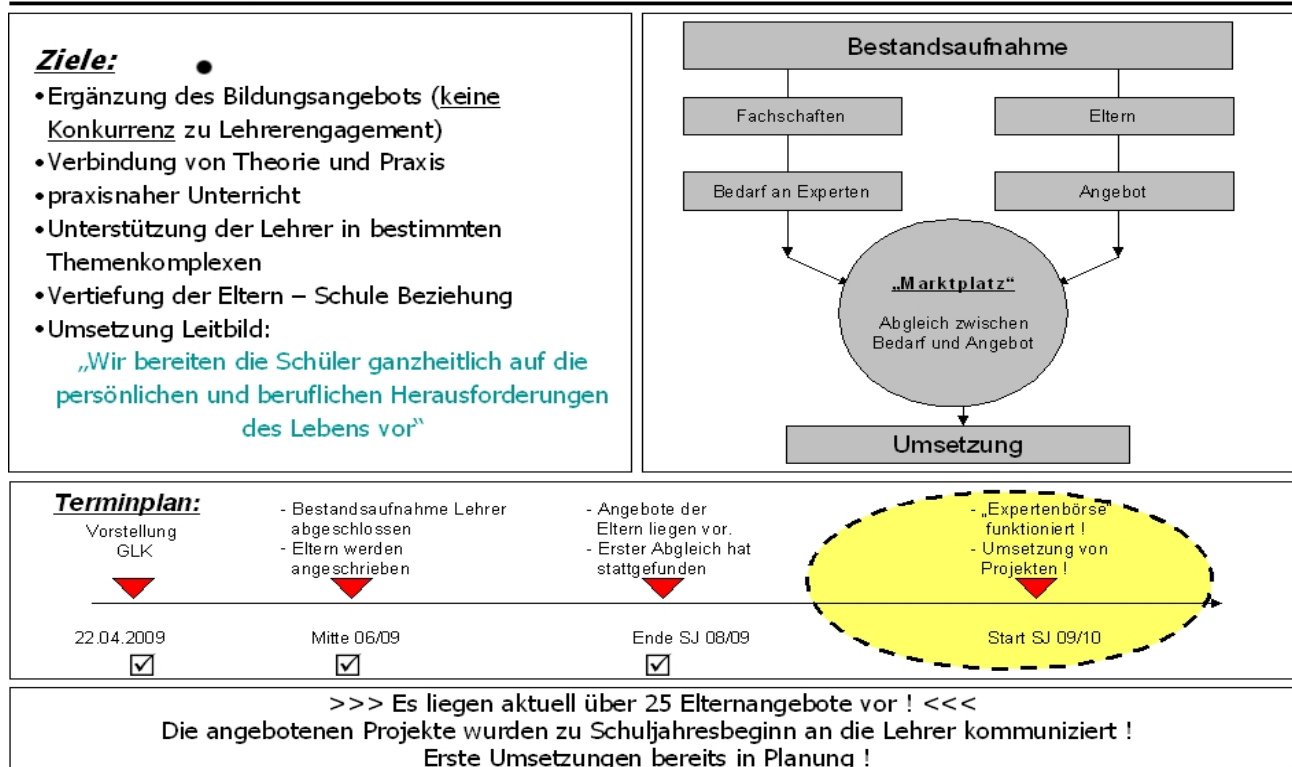 Ziele:
•
• Ergänzung des Bildungsangebots (keine
Konkurrenz zu Lehrerengagement)
• Verbindung von Theorie und Praxis
• praxisnaher Unterricht
• Unterstützung der Lehrer in bestimmten
Themenkomplexen
• Vertiefung der Eltern – Schule Beziehung
• Umsetzung Leitbild:
„Wir bereiten die Schüler ganzheitlich auf die
persönlichen und beruflichen Herausforderungen
des Lebens vor“
Bestandsaufnahme
Fachschaften
Eltern
Bedarf an Experten
Angebot
„Marktplatz“
Abgleich zwischen
Bedarf und Angebot
Umsetzung
Terminplan:
Vorstellung
GLK
- Bestandsaufnahme Lehrer
abgeschlossen
- Eltern werden
angeschrieben
- Angebote der
Eltern liegen vor.
- Erster Abgleich hat
stattgefunden
- „Expertenbörse“
funktioniert !
- Umsetzung von
Projekten !
22.04.2009
Mitte 06/09
Ende SJ 08/09
Start SJ 09/10
>>> Es liegen aktuell über 25 Elternangebote vor ! <<<
Die angebotenen Projekte wurden zu Schuljahresbeginn an die Lehrer kommuniziert !
Erste Umsetzungen bereits in Planung !